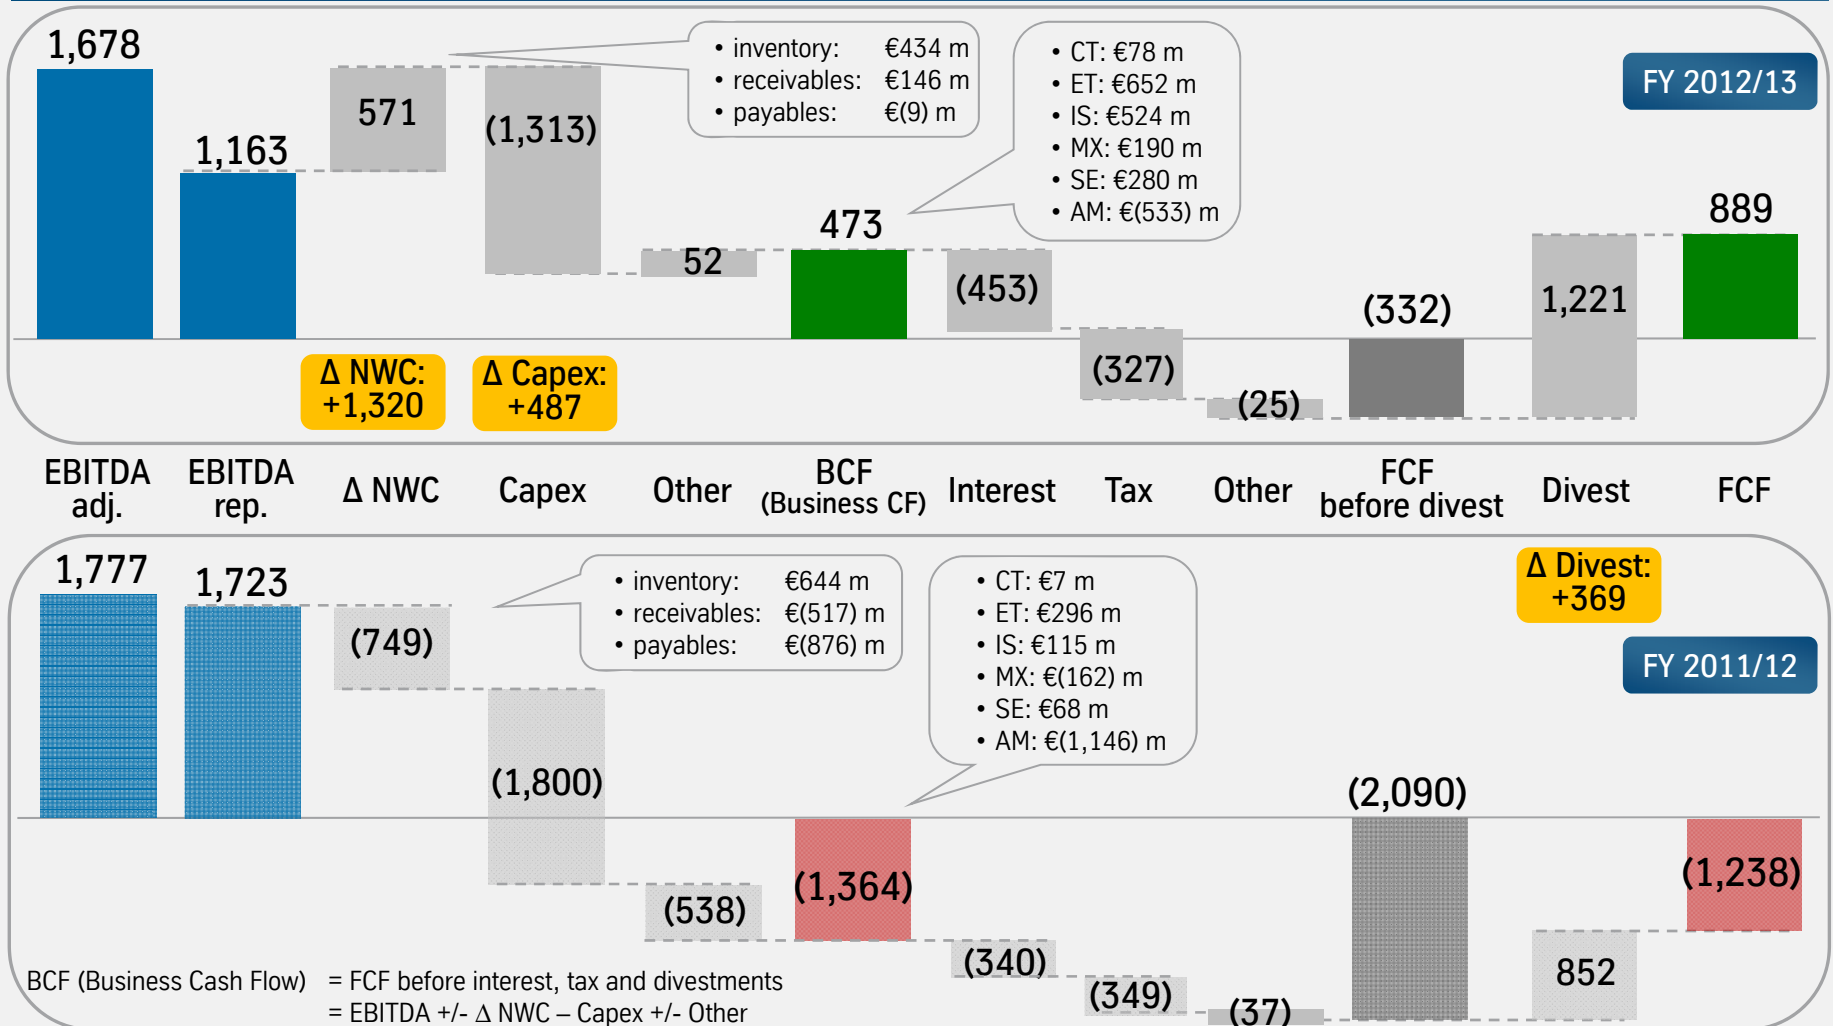 1,678
1,163
571
(1,313)
52
473
(453)
(327)
(25)
(332)
1,221
889
• inventory: €434 m
• receivables: €146 m
• payables: €(9) m
• CT: €78 m
• ET: €652 m
• IS: €524 m
• MX: €190 m
• SE: €280 m
• AM: €(533) m
FY 2012/13
Δ NWC:
+1,320
Δ Capex:
+487
EBITDA
adj.
EBITDA
rep.
Δ NWC
Capex
Other
BCF
(Business CF)
Interest
Tax
Other
FCF
before divest
Divest
FCF
1,777
1,723
(749)
(1,800)
(538)
(1,364)
(340)
(349)
(37)
(2,090)
852
(1,238)
• inventory: €644 m
• receivables: €(517) m
• payables: €(876) m
• CT: €7 m
• ET: €296 m
• IS: €115 m
• MX: €(162) m
• SE: €68 m
• AM: €(1,146) m
Δ Divest:
+369
FY 2011/12
BCF (Business Cash Flow) = FCF before interest, tax and divestments
= EBITDA +/- Δ NWC – Capex +/- Other